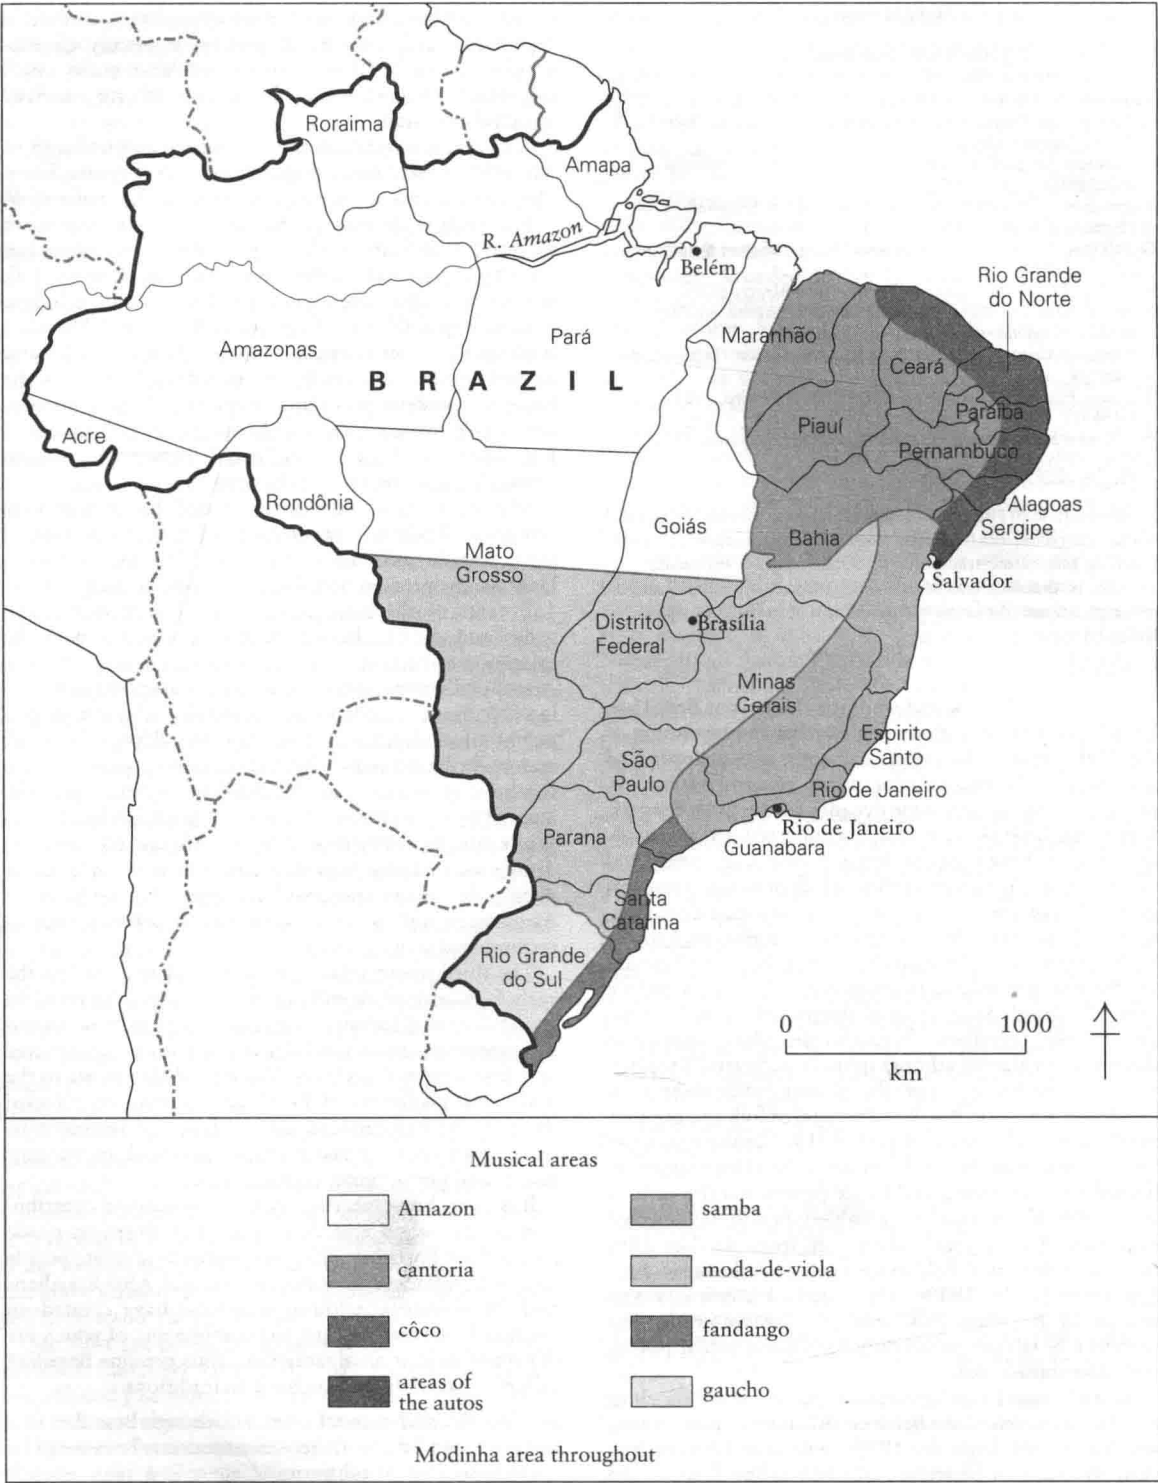 Roraima
Amapa
R. Amazon
Belém
Rio Grande
do Norte
Maranhão
Pará
Amazonas
Ceará
BRAZIL
Paraíba
Piauí
Acre
Pernambuco
Rondônia
Alagoas
Goiás
Sergipe
Bahia
Mato
Grosso
Salvador
Distrito
Federal
Brasília
Minas
Gerais
Espirito
Santo
São
Paulo
Rio de Janeiro
Rio de Janeiro
Parana
Guanabara
Santa
Catarina
Rio Grande
do Sul
0 1000
km
Musical areas
Amazon
cantoria
côco
areas of
the autos
samba
moda-de-viola
fandango
gaucho
Modinha area throughout